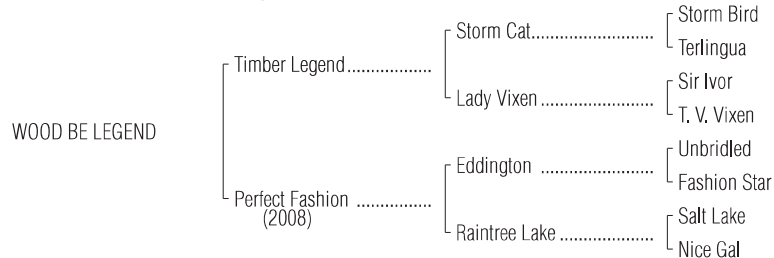 Storm Bird
Storm Cat..........................
Terlingua
Timber Legend..................
Sir Ivor
Lady Vixen ........................
T. V. Vixen
WOOD BE LEGEND
Unbridled
Eddington ........................
Fashion Star
Perfect Fashion ................
(2008)
Salt Lake
Raintree Lake ....................
Nice Gal